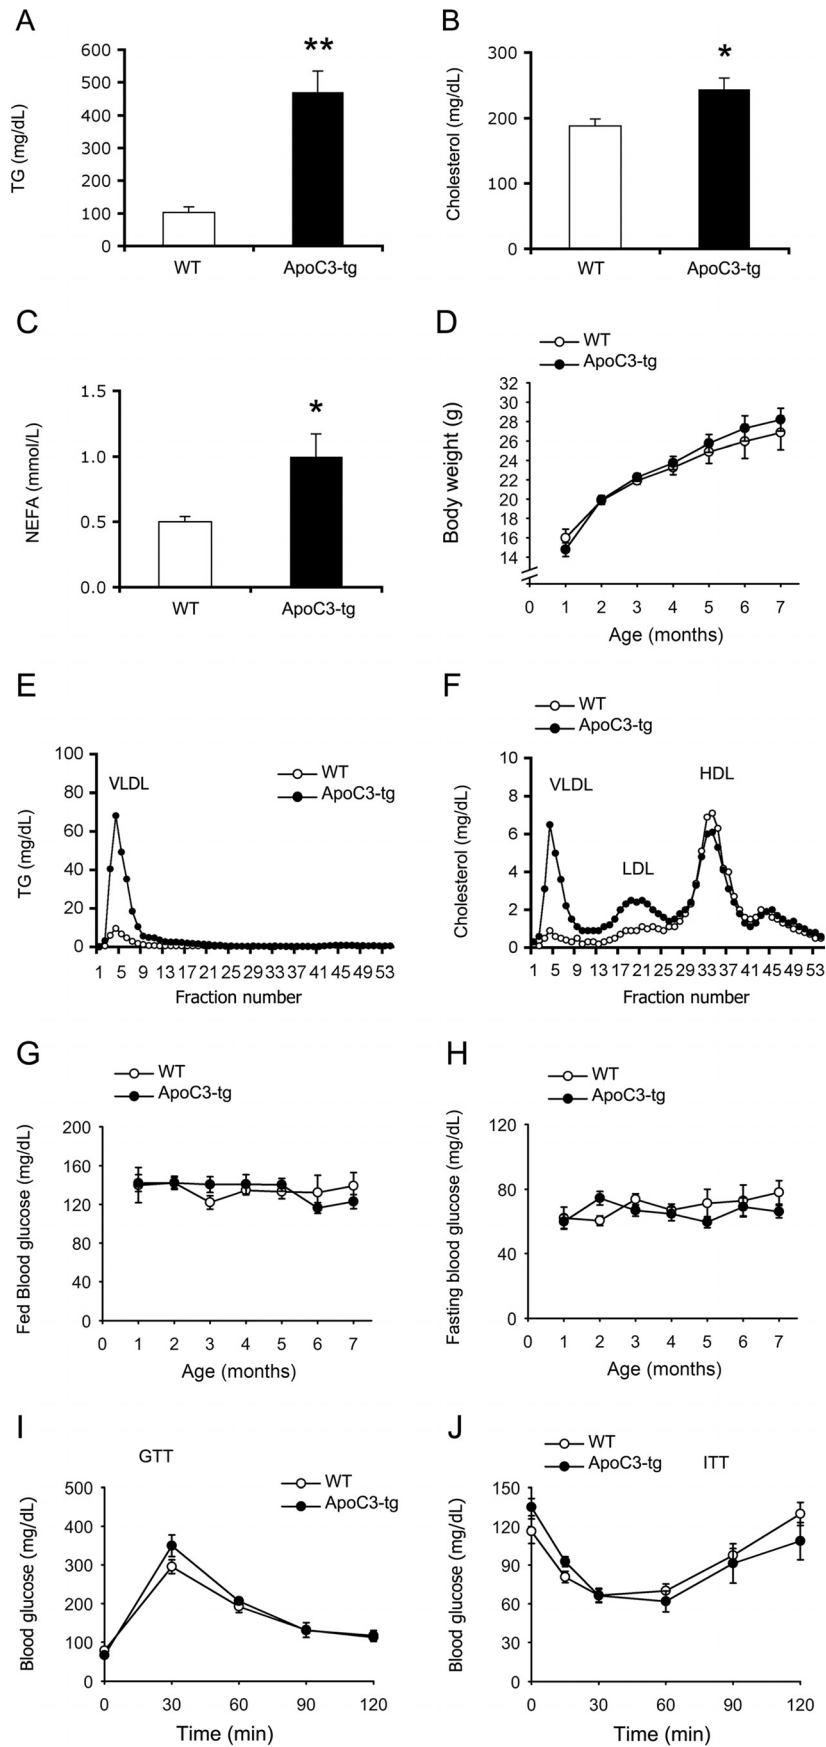 A
TG (mg/dL)
600
500
400
300
200
100
0
**
WT
ApoC3-tg
B
Cholesterol (mg/dL)
300
200
100
0
*
WT
ApoC3-tg
C
NEFA (mmol/L)
1.5
1.0
0.5
0.0
*
WT
ApoC3-tg
D
WT
ApoC3-tg
Body weight (g)
32
30
28
26
24
22
20
18
16
14
0 1 2 3 4 5 6 7
Age (months)
E
TG (mg/dL)
100
80
60
40
20
0
VLDL
WT
ApoC3-tg
1 5 9 13 17 21 25 29 33 37 41 45 49 53
Fraction number
F
WT
ApoC3-tg
Cholesterol (mg/dL)
10
8
6
4
2
0
VLDL
LDL
HDL
1 5 9 13 17 21 25 29 33 37 41 45 49 53
Fraction number
G
WT
ApoC3-tg
Fed Blood glucose (mg/dL)
200
160
120
80
40
0
0 1 2 3 4 5 6 7
Age (months)
H
WT
ApoC3-tg
Fasting blood glucose (mg/dL)
120
80
60
0
0 1 2 3 4 5 6 7
Age (months)
I
GTT
WT
ApoC3-tg
Blood glucose (mg/dL)
500
400
300
200
100
0
0 30 60 90 120
Time (min)
J
WT
ApoC3-tg
ITT
Blood glucose (mg/dL)
150
120
90
60
30
0
0 30 60 90 120
Time (min)